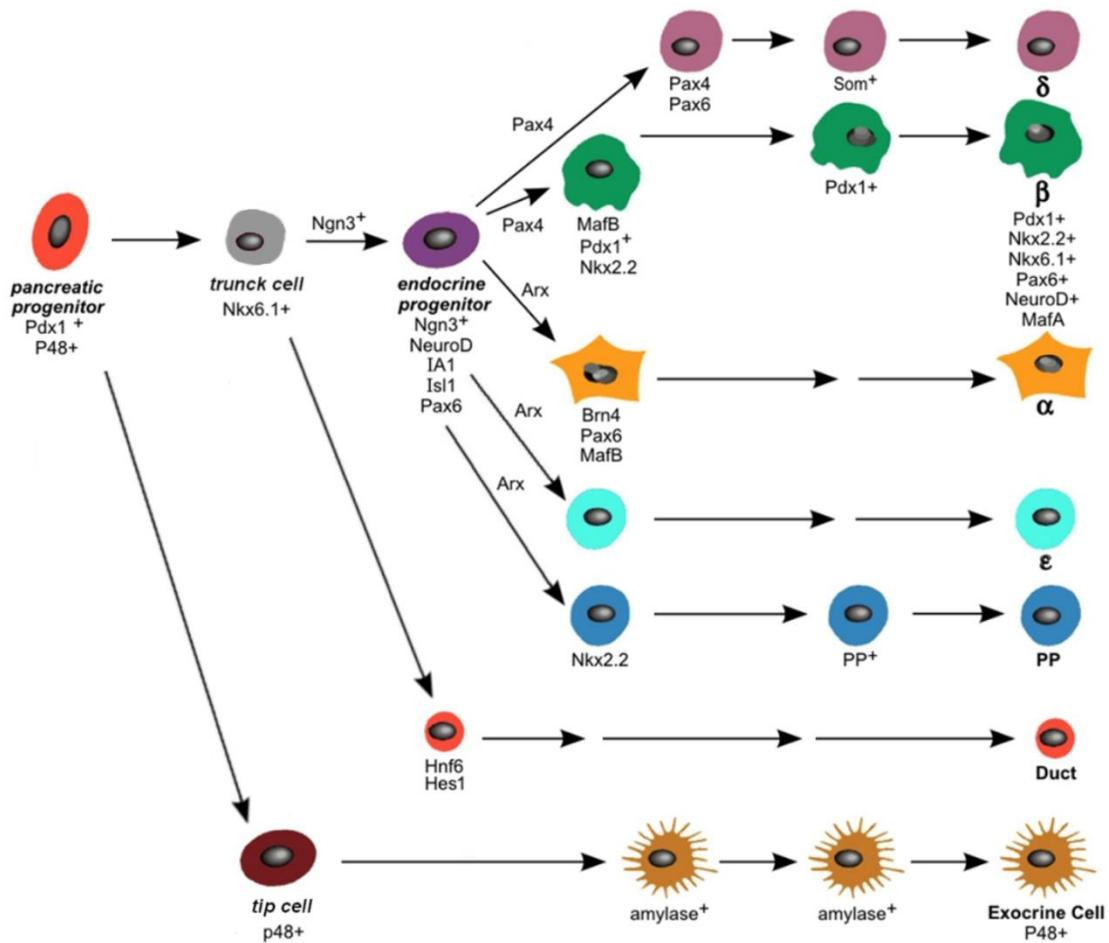 Pax4
Pax6
Som+
δ
Pax4
Pdx1+
β
Pdx1+
Nkx2.2+
Nkx6.1+
Pax6+
NeuroD+
MafA
Pax4
MafB
Pdx1+
Nkx2.2
Ngn3+
pancreatic
progenitor
Pdx1 +
P48+
trunck cell
Nkx6.1+
endocrine
progenitor
Ngn3+
NeuroD
IA1
Isl1
Pax6
Arx
Brn4
Pax6
MafB
α
Arx
ε
Arx
Nkx2.2
PP+
PP
Hnf6
Hes1
Duct
tip cell
p48+
amylase+
amylase+
Exocrine Cell
P48+